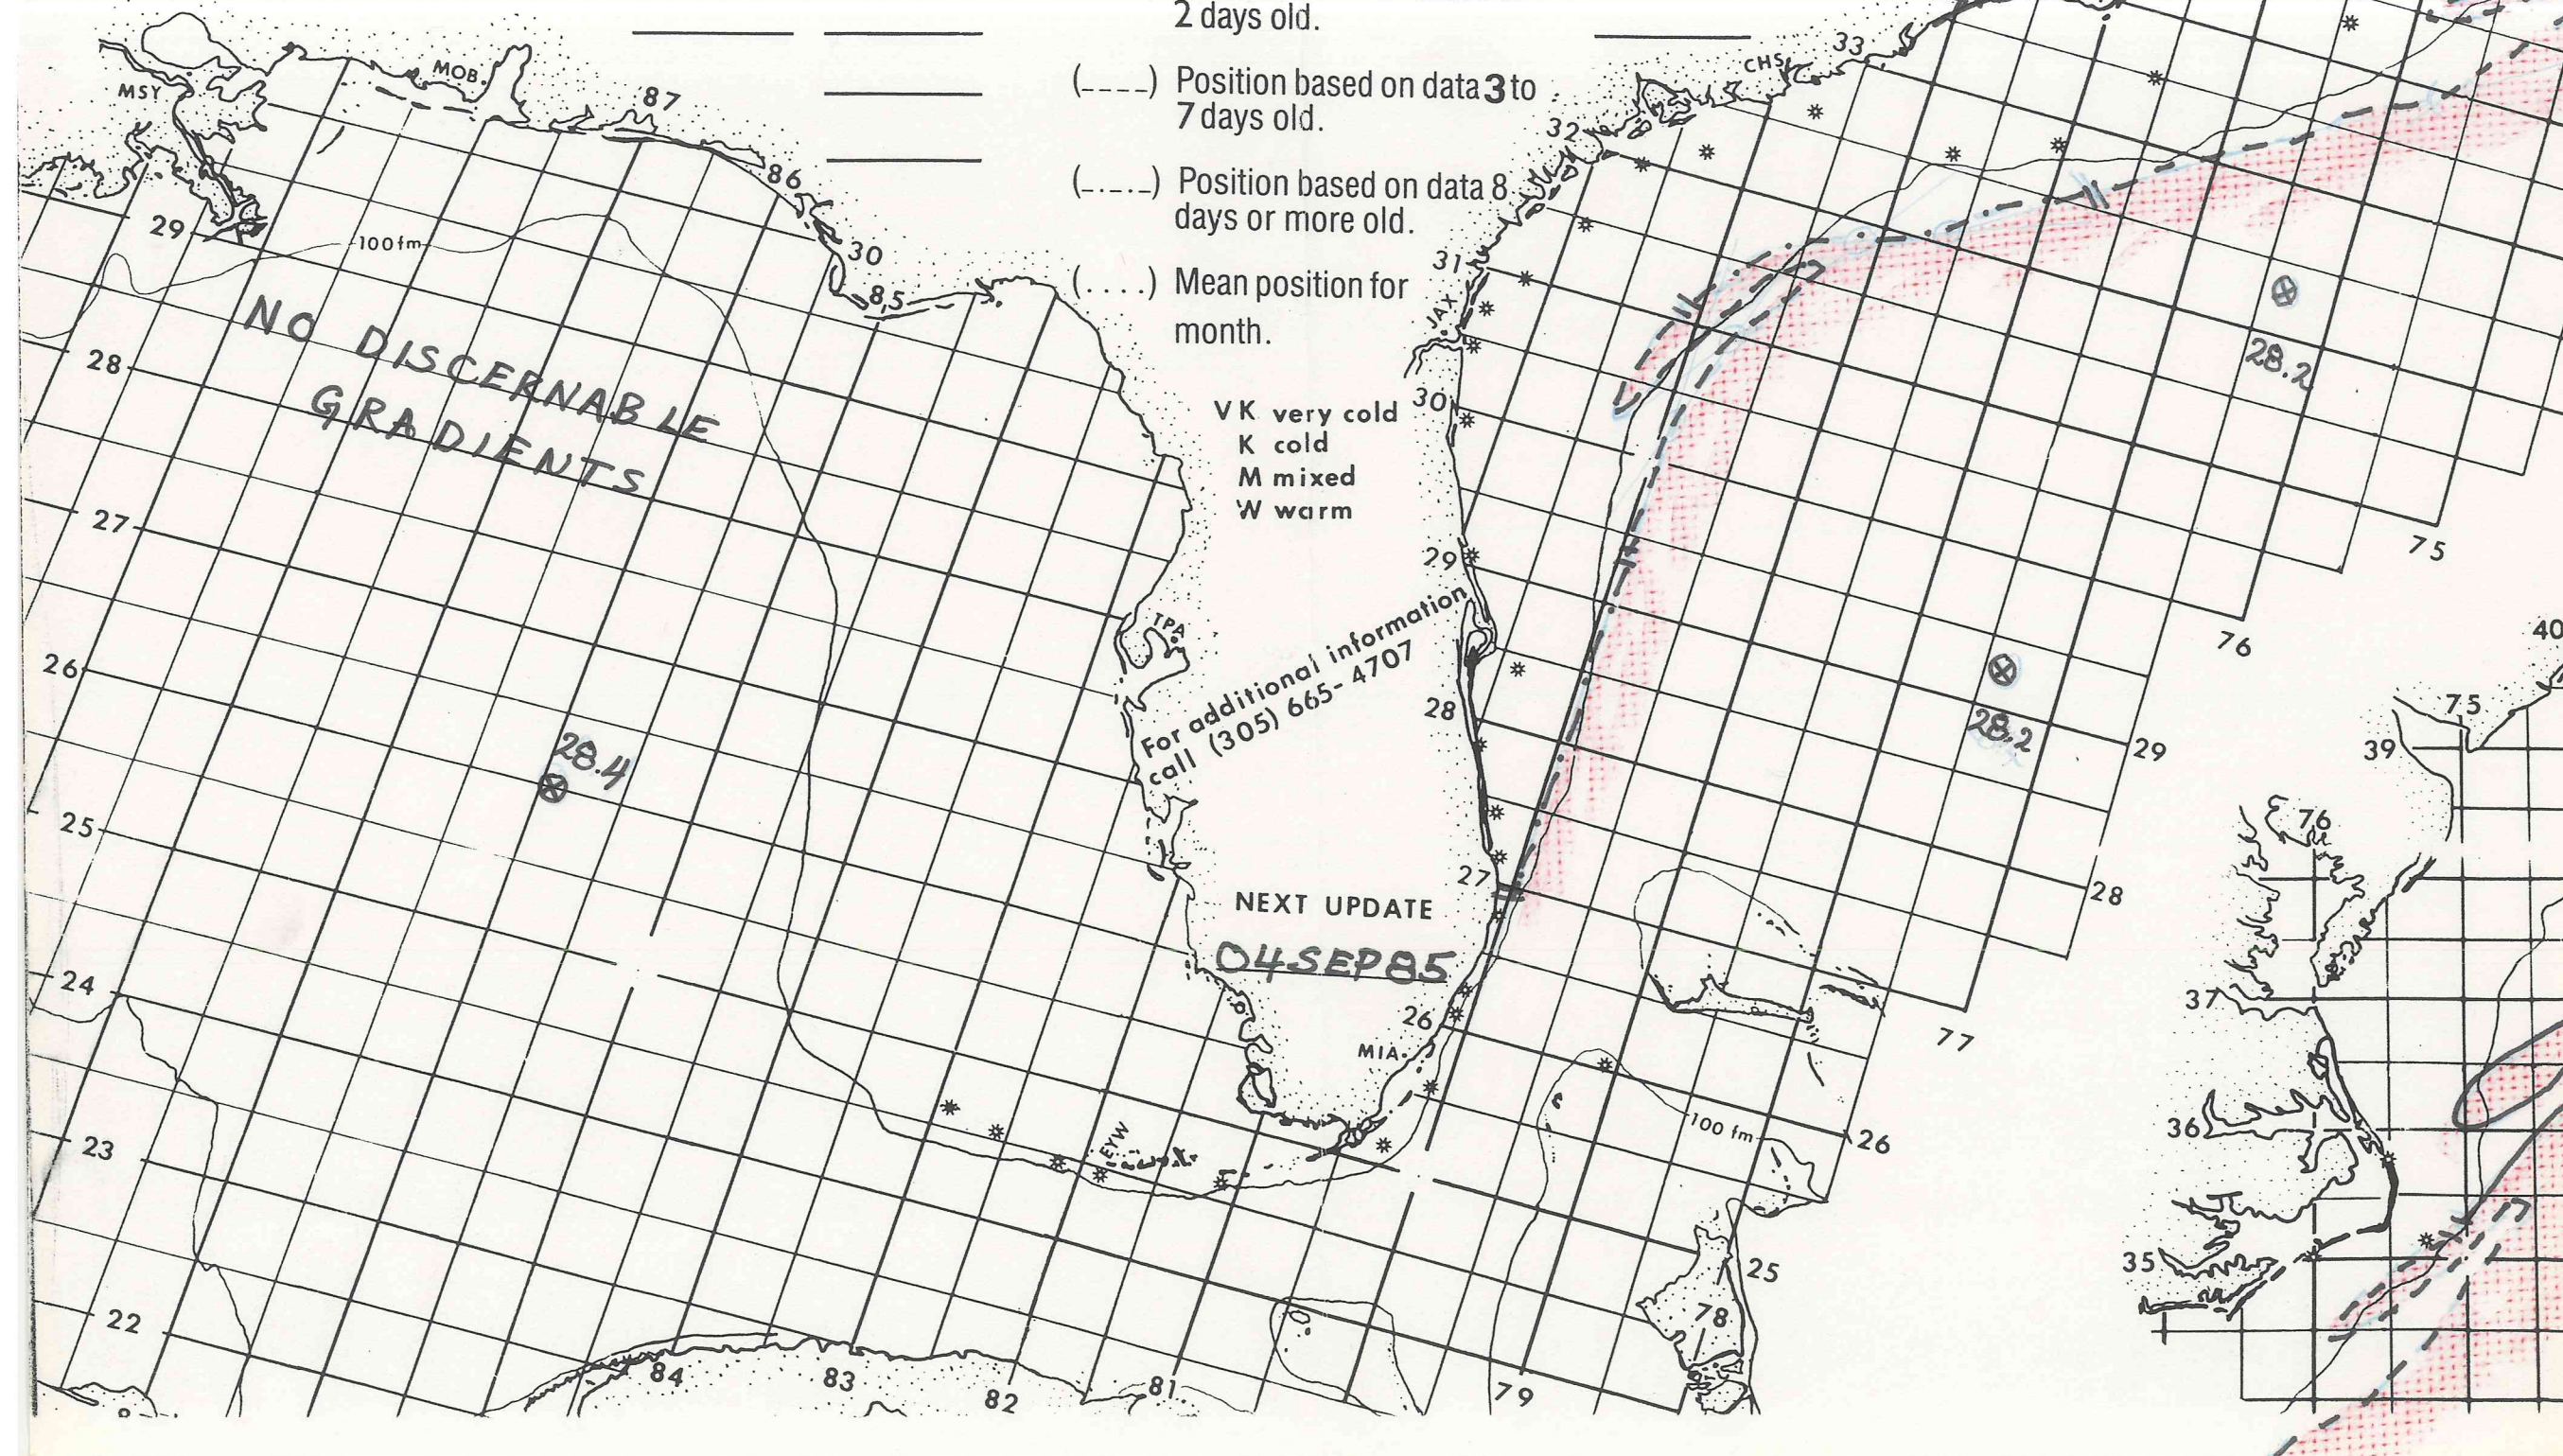 2 days old.
(----) Position based on data 3 to
7 days old.
(_._._) Position based on data 8
days or more old.
(....) Mean position for
month.
VK very cold
K cold
M mixed
W warm
For additional information
call (305) 665-4707
NEXT UPDATE
04SEP85
NO DISCERNABLE
GRADIENTS
MSY
MOB.
87
86
30
85
29
100 fm
28
27
26
25
24
23
22
28.4
84
83
82
81
79
TPA
EYW
MIA.
JAX
CHS
33
32
31
30
29
28
27
26
28.2
28.2
75
76
29
28
77
26
100 fm
25
78
40
75
39
76
37
36
35